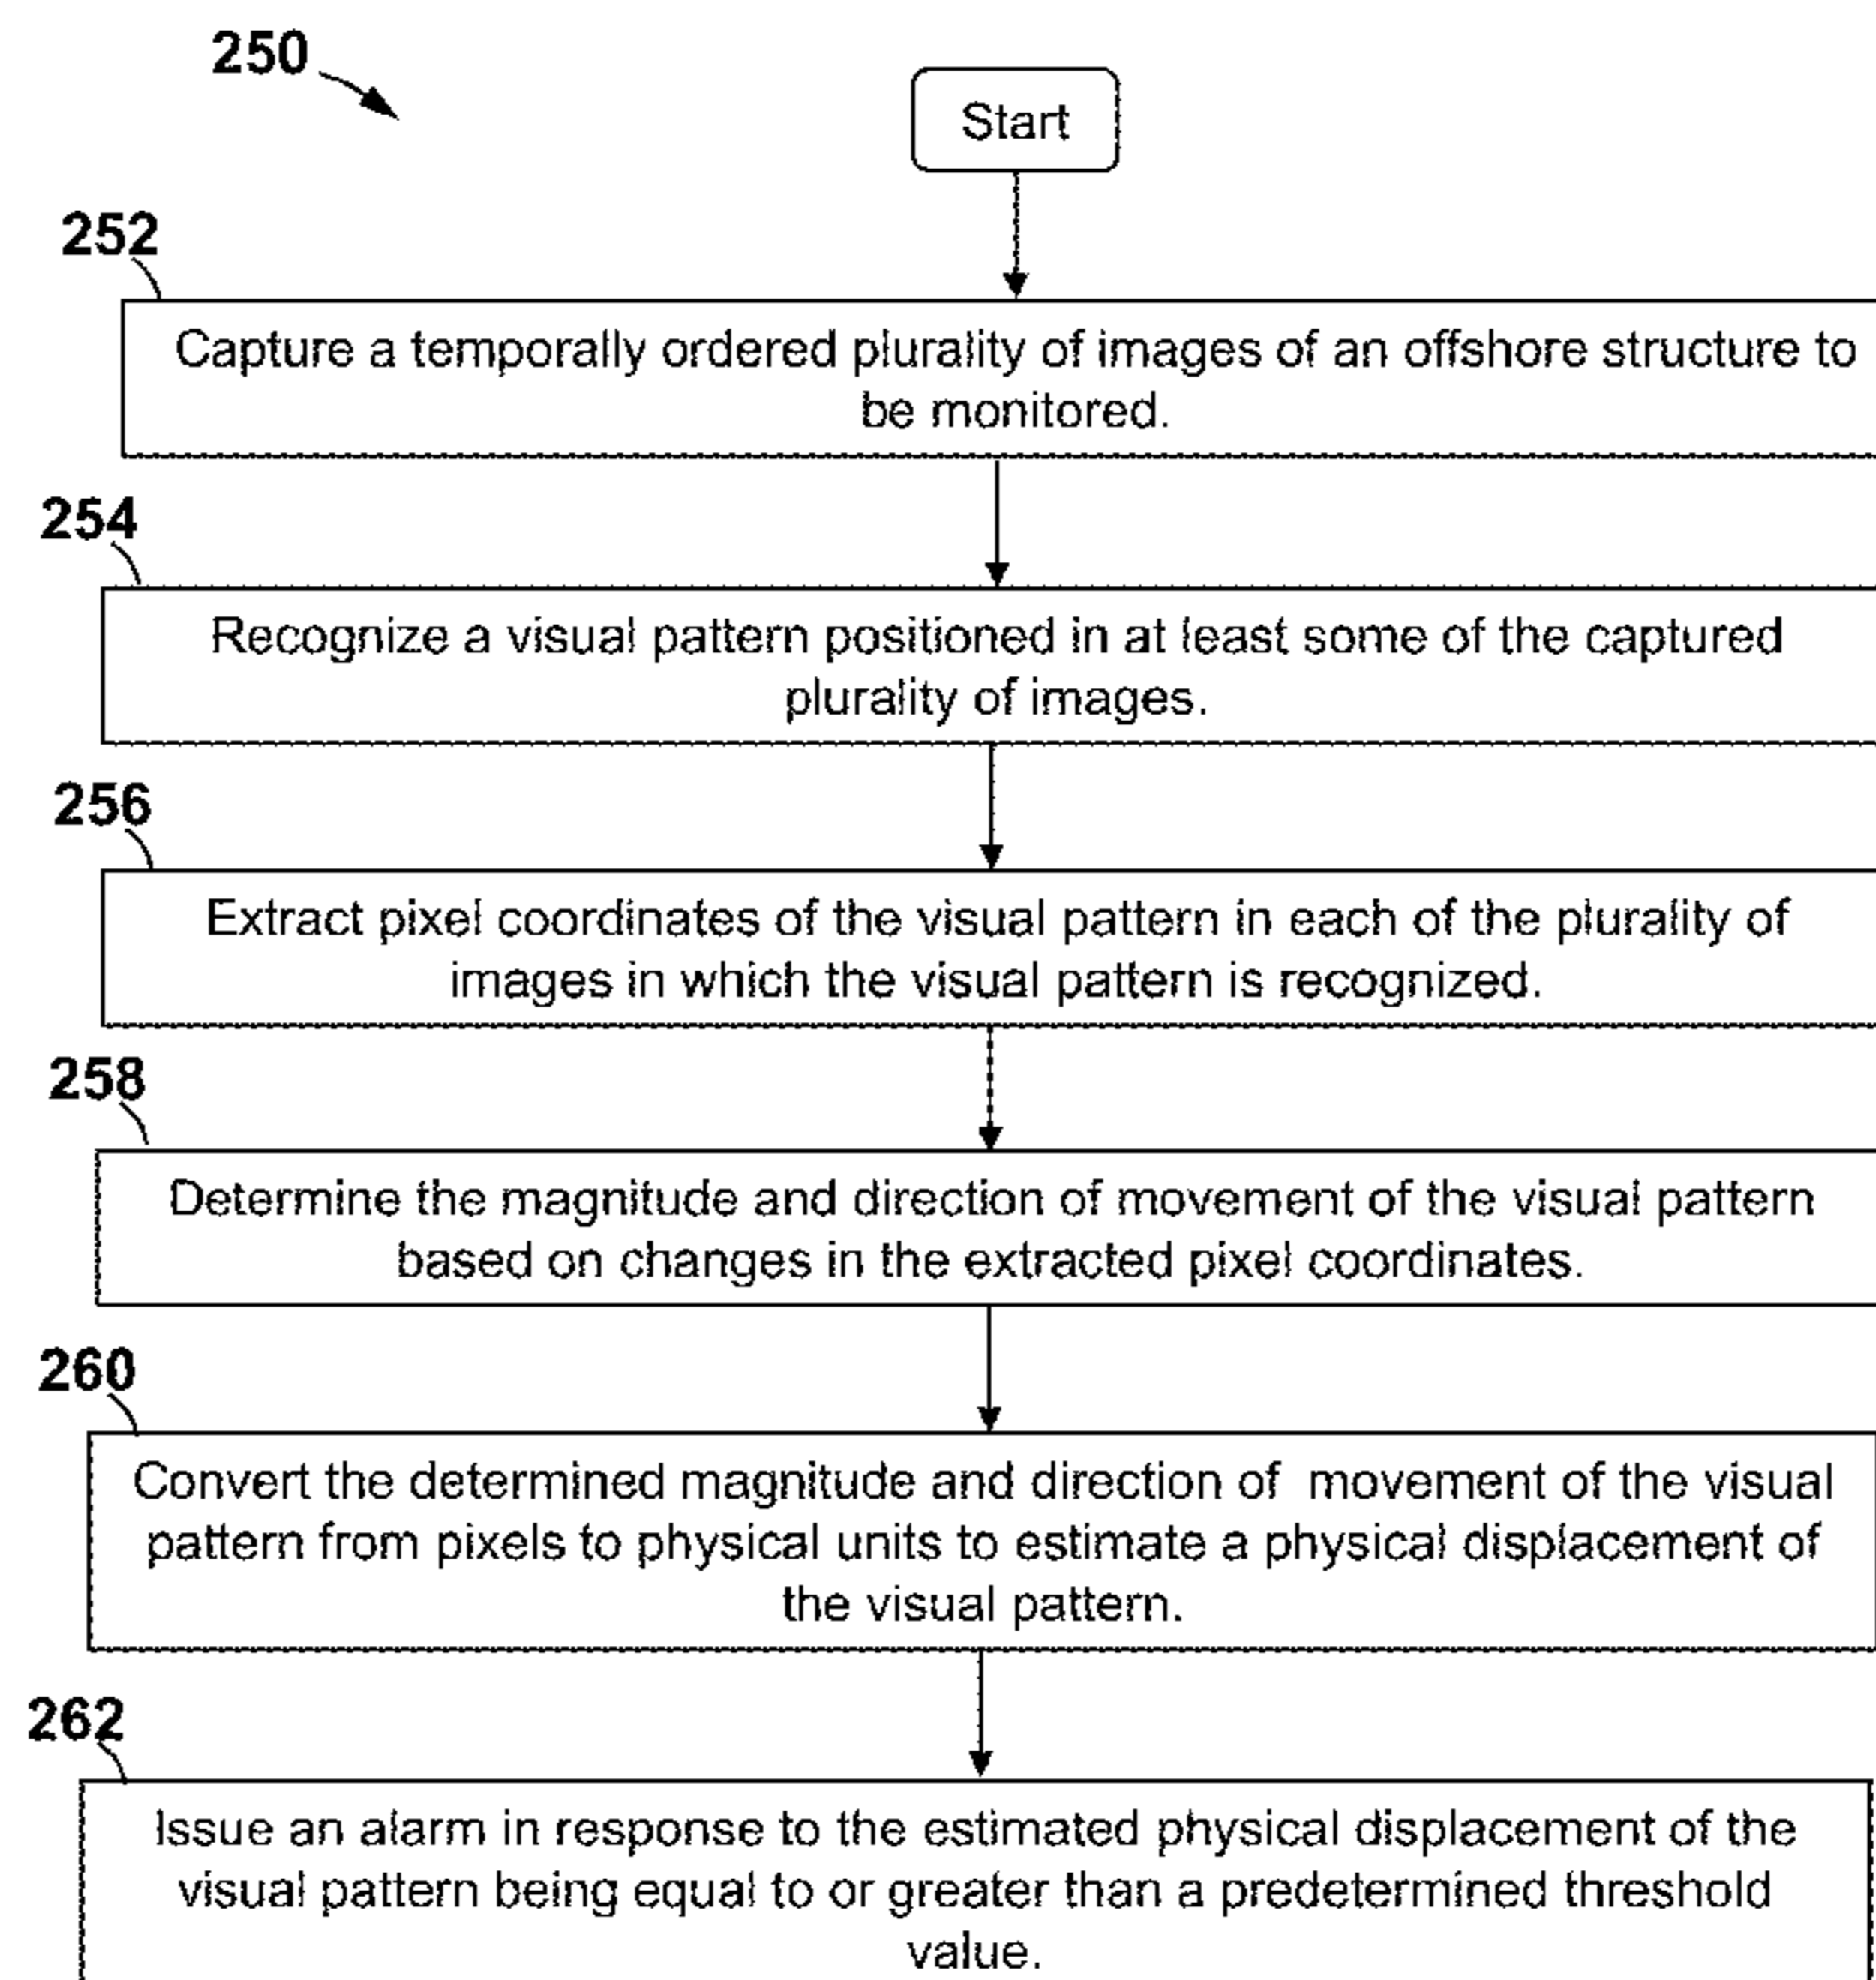 250
Start
252
Capture a temporally ordered plurality of images of an offshore structure to
be monitored.
254
Recognize a visual pattern positioned in at least some of the captured
plurality of images.
256
Extract pixel coordinates of the visual pattern in each of the plurality of
images in which the visual pattern is recognized.
258
Determine the magnitude and direction of movement of the visual pattern
based on changes in the extracted pixel coordinates.
260
Convert the determined magnitude and direction of movement of the visual
pattern from pixels to physical units to estimate a physical displacement of
the visual pattern.
262
Issue an alarm in response to the estimated physical displacement of the
visual pattern being equal to or greater than a predetermined threshold
value.